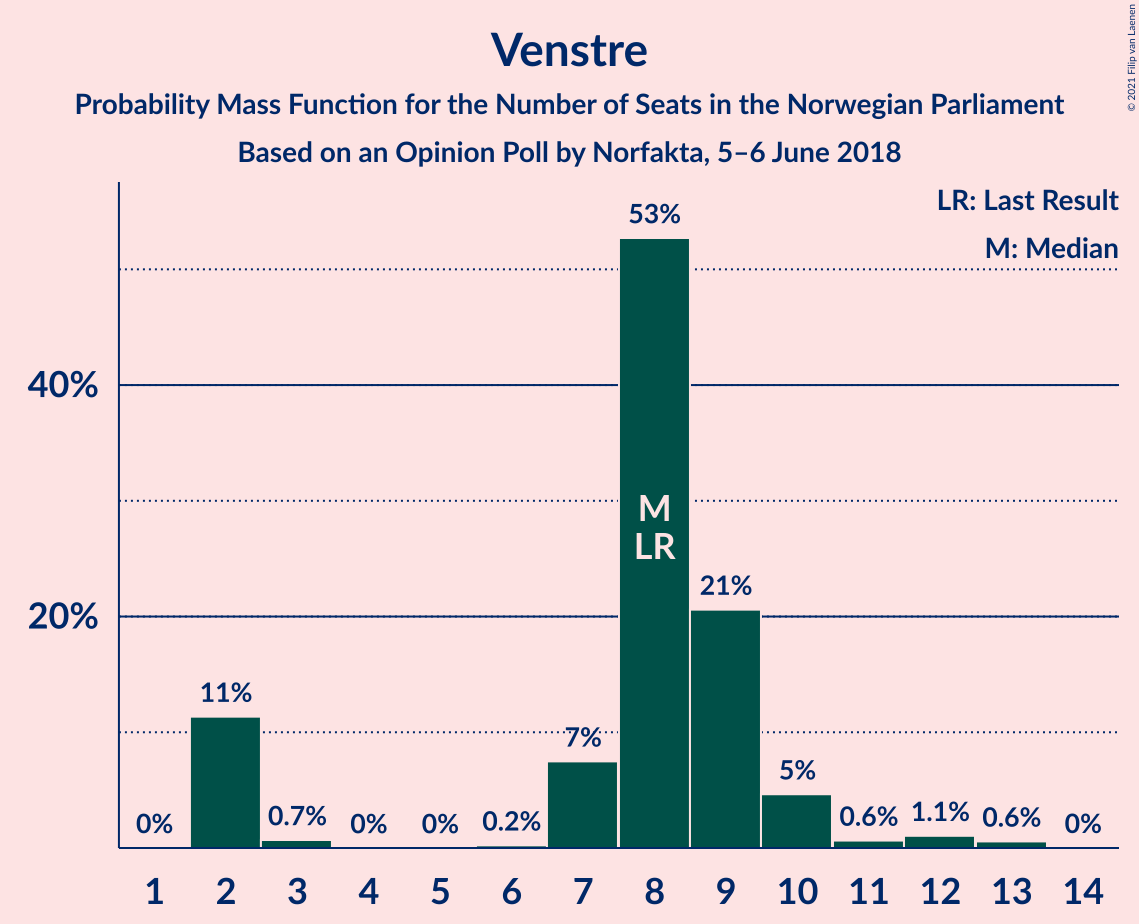 Venstre
Probability Mass Function for the Number of Seats in the Norwegian Parliament
Based on an Opinion Poll by Norfakta, 5–6 June 2018
© 2021 Filip van Laenen
LR: Last Result
M: Median
40%
20%
0%
11%
0.7%
0%
0%
0.2%
7%
53%
21%
5%
0.6%
1.1%
0.6%
0%
M
LR
1 2 3 4 5 6 7 8 9 10 11 12 13 14